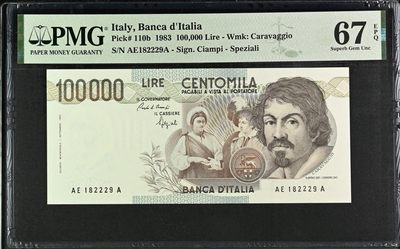 PMG
PAPER MONEY GUARANTY
Italy, Banca d'Italia
Pick# 110b 1983 100,000 Lire - Wmk: Caravaggio
S/N AE182229A - Sign. Ciampi - Speziali
67 EPQ
Superb Gem Unc
100000 LIRE CENTOMILA
PAGABILI A VISTA AL PORTATORE
IL GOVERNATORE
IL CASSIERE
AE 182229 A
BANCA D'ITALIA
AE 182229 A